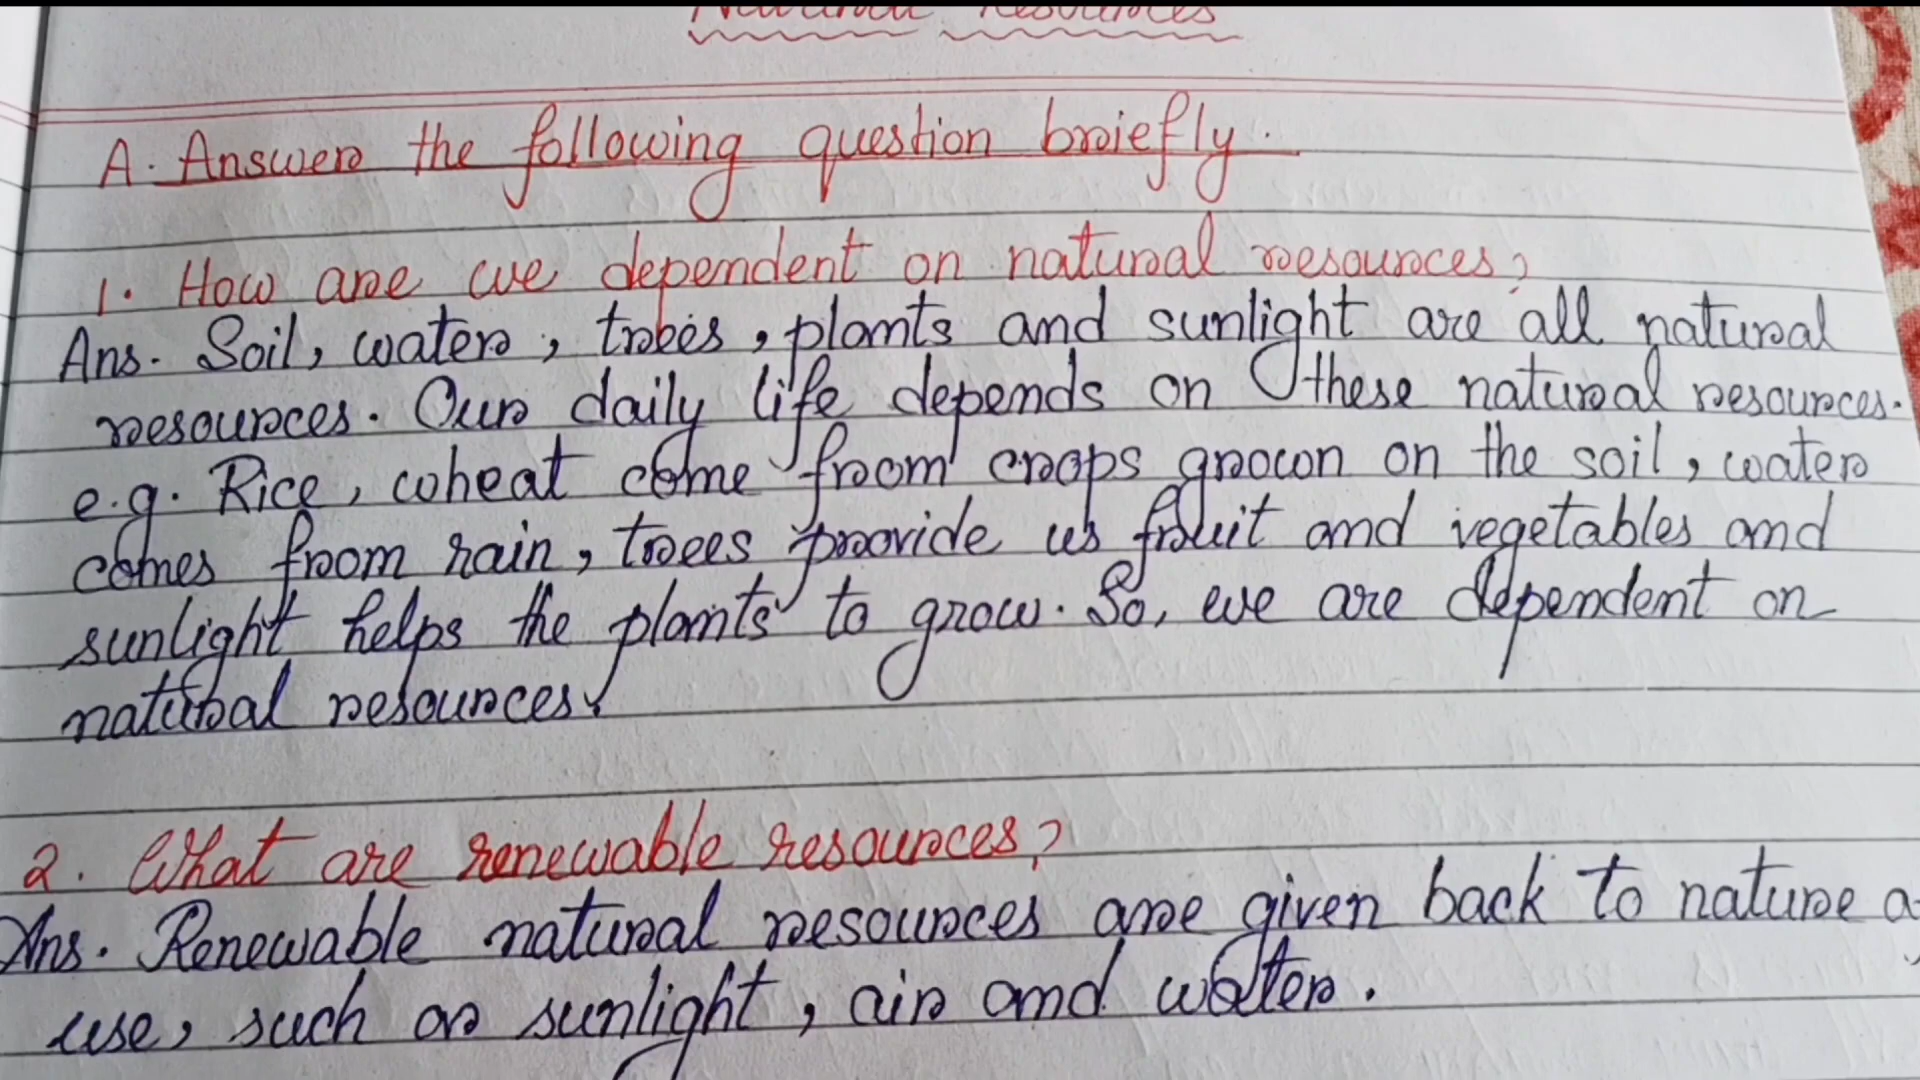 Natural Resources
A. Answer the following question briefly.
1. How are we dependent on natural resources?
Ans. Soil, water, trees, plants and sunlight are all natural
resources. Our daily life depends on these natural resources.
e.g. Rice, wheat come from crops grown on the soil, water
comes from rain, trees provide us fruit and vegetables and
sunlight helps the plants to grow. So, we are dependent on
natural resources.
2. What are renewable resources?
Ans. Renewable natural resources are given back to nature
use, such as sunlight, air and water.